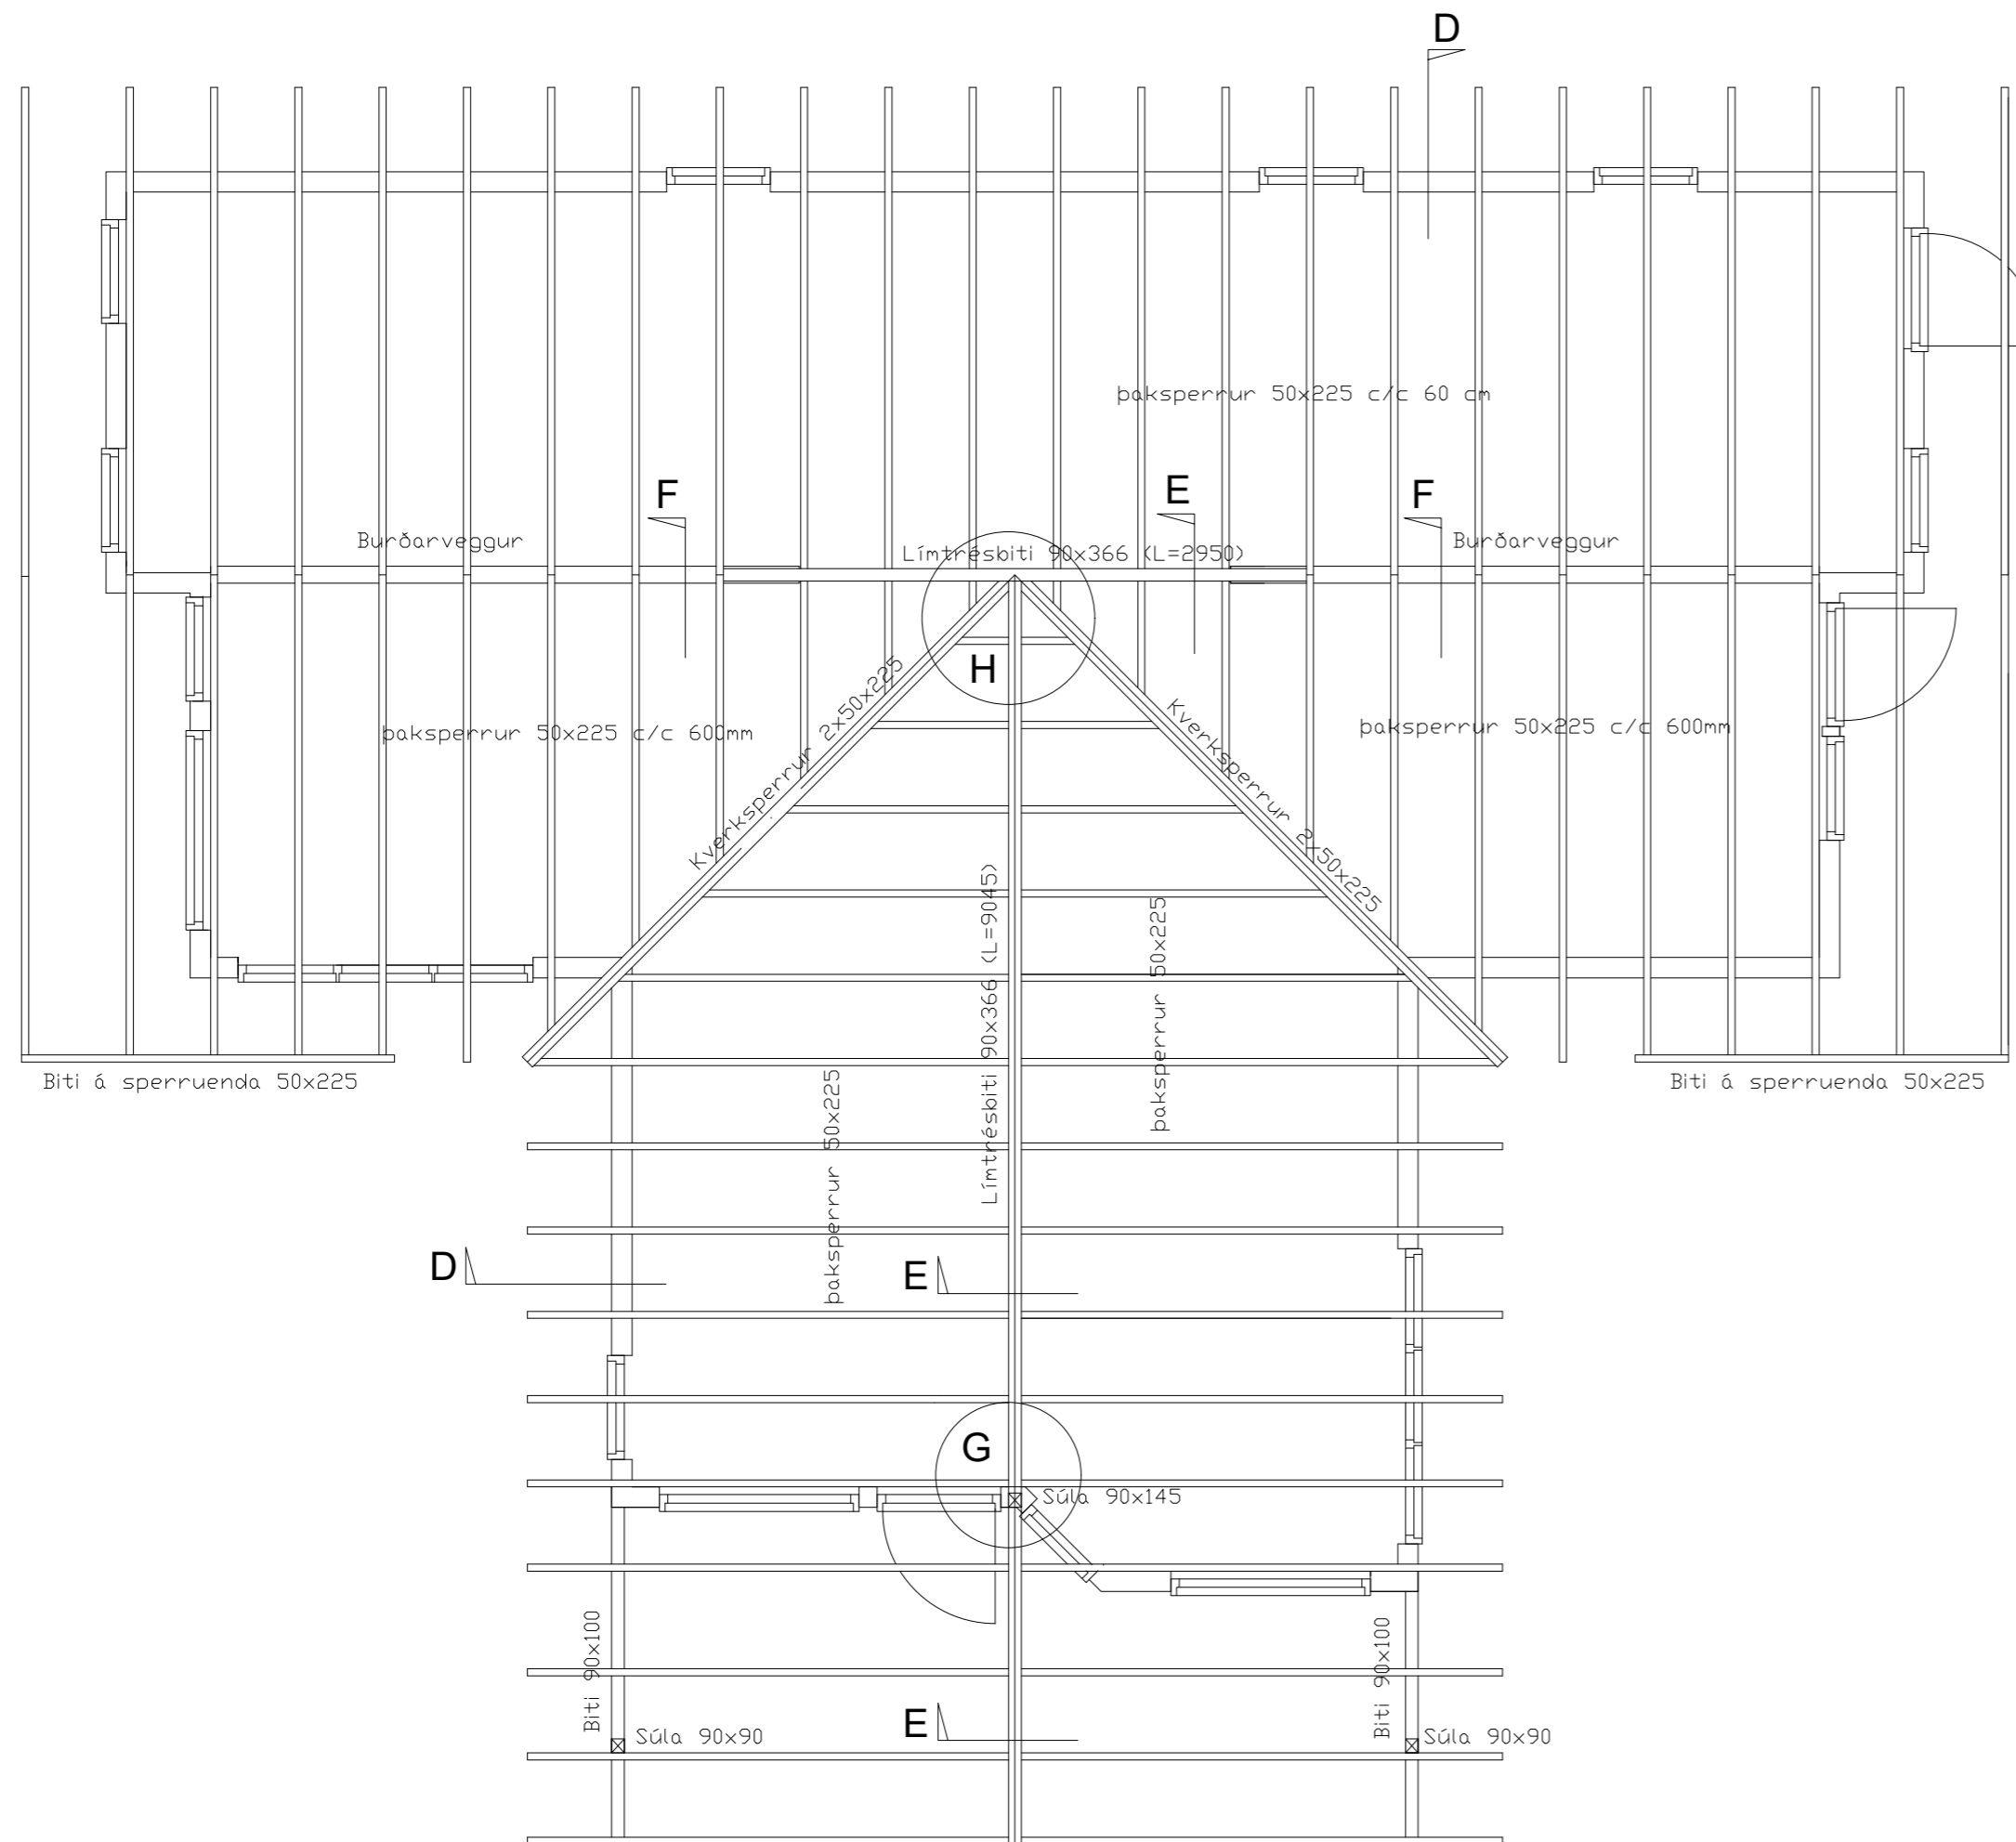 D
þaksperrur 50x225 c/c 60 cm
F
E
F
Burðarveggur
Límtrésbiti 90x366 (L=2950)
Burðarveggur
H
þaksperrur 50x225 c/c 600mm
Kverksperrur 2x50x225
Kverksperrur 2x50x225
þaksperrur 50x225 c/c 600mm
Límtrésbiti 90x366 (L=9045)
þaksperrur 50x225
þaksperrur 50x225
Biti á sperruenda 50x225
Biti á sperruenda 50x225
D
E
G
Súla 90x145
Biti 90x100
Biti 90x100
E
Súla 90x90
Súla 90x90